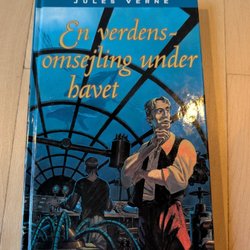 JULES VERNE
En verdens-
omsejling under
havet